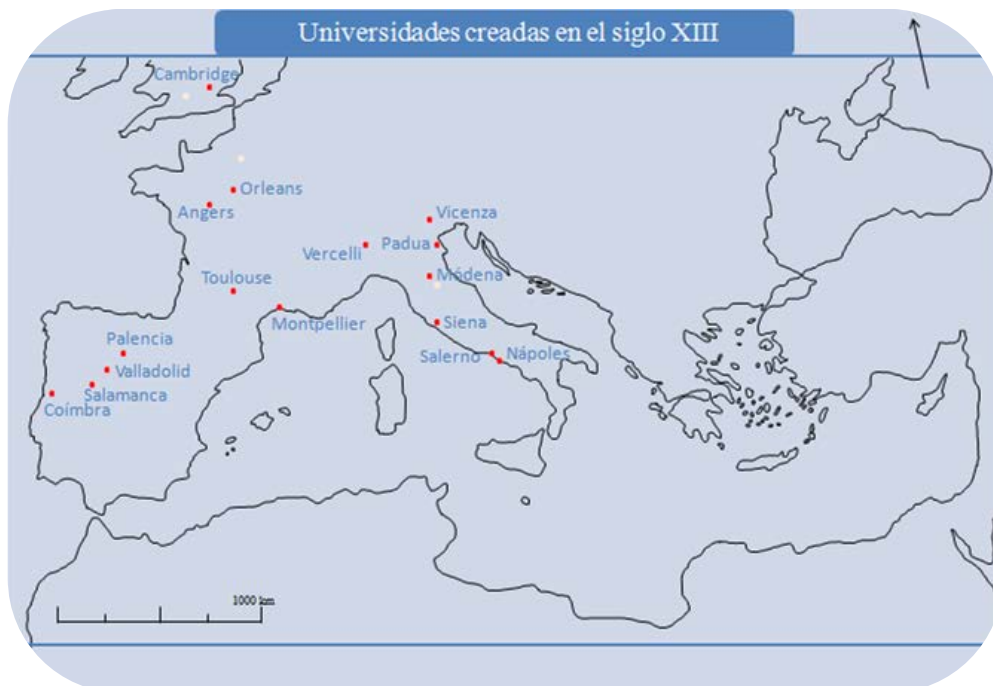 Universidades creadas en el siglo XIII
Cambridge
Orleans
Angers
Vicenza
Padua
Vercelli
Módena
Toulouse
Montpellier
Siena
Palencia
Salerno
Nápoles
Valladolid
Salamanca
Coímbra
1000 km